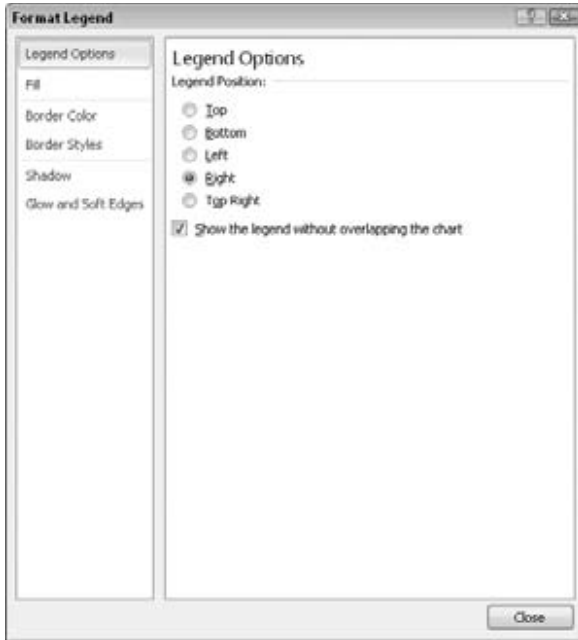 Format Legend
Legend Options
Fill
Border Color
Border Styles
Shadow
Glow and Soft Edges
Legend Options
Legend Position:
Top
Bottom
Left
Right
Top Right
Show the legend without overlapping the chart
Close